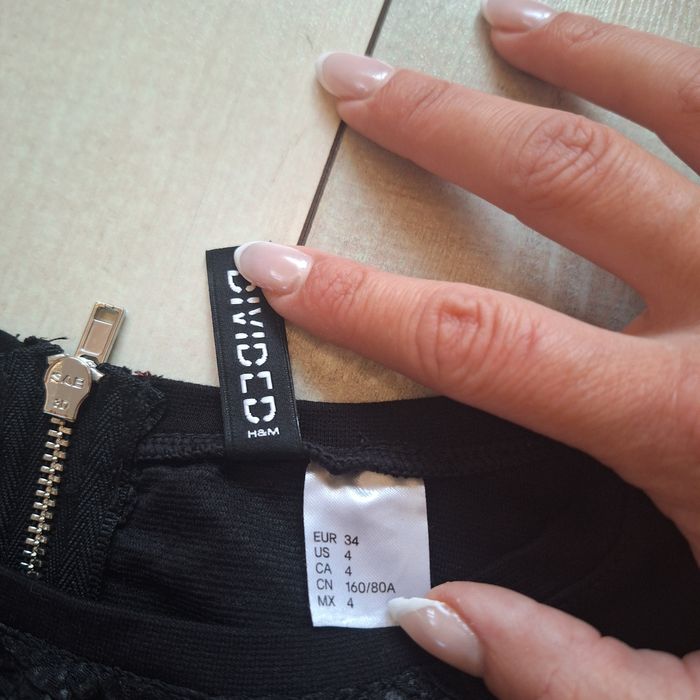 DIVIDED
H&M
EUR 34
US 4
CA 4
CN 160/80A
MX 4